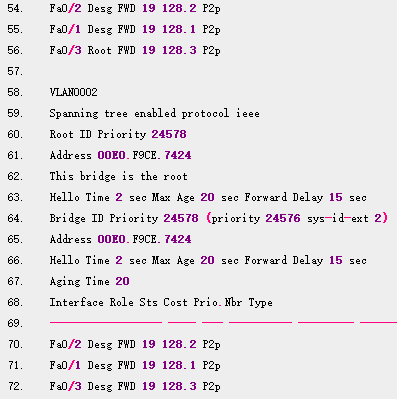 54. Fa0/2 Desg FWD 19 128.2 P2p
55. Fa0/1 Desg FWD 19 128.1 P2p
56. Fa0/3 Root FWD 19 128.3 P2p
57.
58. VLAN0002
59. Spanning tree enabled protocol ieee
60. Root ID Priority 24578
61. Address 00E0.F9CE.7424
62. This bridge is the root
63. Hello Time 2 sec Max Age 20 sec Forward Delay 15 sec
64. Bridge ID Priority 24578 (priority 24576 sys-id-ext 2)
65. Address 00E0.F9CE.7424
66. Hello Time 2 sec Max Age 20 sec Forward Delay 15 sec
67. Aging Time 20
68. Interface Role Sts Cost Prio.Nbr Type
69. ---------------- ---- --- --------- -------- --------
70. Fa0/2 Desg FWD 19 128.2 P2p
71. Fa0/1 Desg FWD 19 128.1 P2p
72. Fa0/3 Desg FWD 19 128.3 P2p